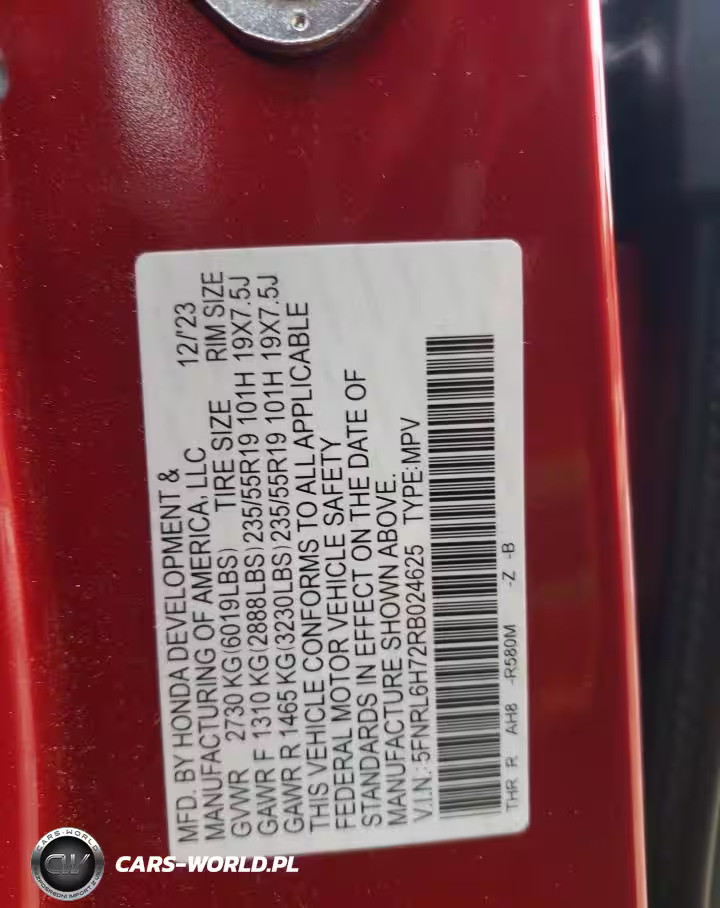 MFD. BY HONDA DEVELOPMENT &
MANUFACTURING OF AMERICA, LLC 12/'23
GVWR 2730 KG(6019LBS) TIRE SIZE RIM SIZE
GAWR F 1310 KG(2888LBS)235/55R19 101H 19X7.5J
GAWR R 1465 KG(3230LBS)235/55R19 101H 19X7.5J
THIS VEHICLE CONFORMS TO ALL APPLICABLE
FEDERAL MOTOR VEHICLE SAFETY
STANDARDS IN EFFECT ON THE DATE OF
MANUFACTURE SHOWN ABOVE.
V.I.N.:5FNRL6H72RB024625 TYPE:MPV
THR R AH8 -R580M -Z -B
CARS-WORLD
CW
CARS-WORLD.PL